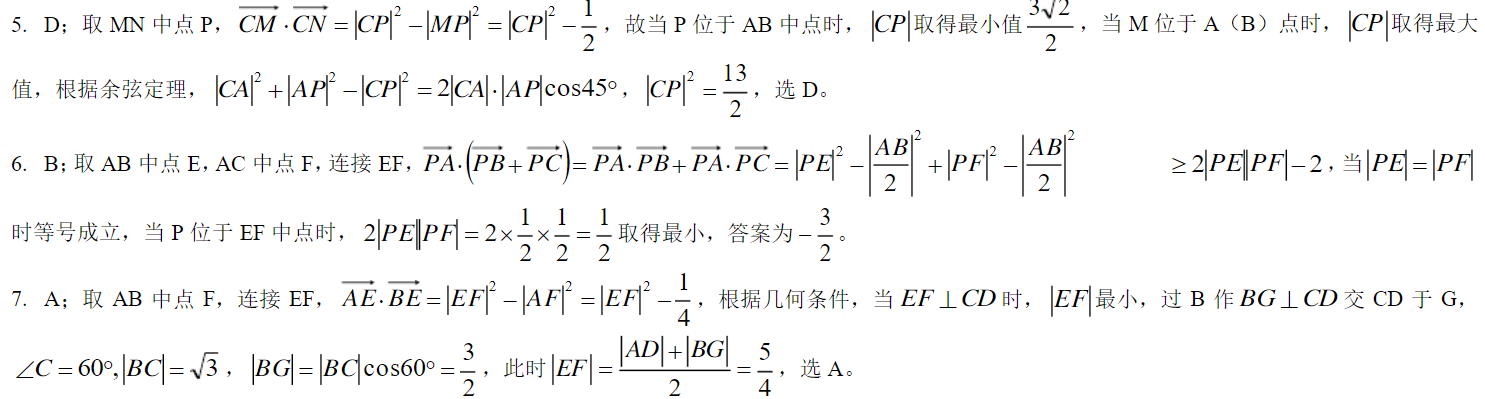 5. D；取 MN 中点 P，$\overrightarrow{CM}\cdot\overrightarrow{CN}=|CP|^2-|MP|^2=|CP|^2-\frac{1}{2}$，故当 P 位于 AB 中点时，$|CP|$取得最小值$\frac{3\sqrt{2}}{2}$，当 M 位于 A（B）点时，$|CP|$取得最大
值，根据余弦定理，$|CA|^2+|AP|^2-|CP|^2=2|CA|\cdot|AP|\cos45°$，$|CP|^2=\frac{13}{2}$，选 D。
6. B；取 AB 中点 E，AC 中点 F，连接 EF，$\overrightarrow{PA}\cdot(\overrightarrow{PB}+\overrightarrow{PC})=\overrightarrow{PA}\cdot\overrightarrow{PB}+\overrightarrow{PA}\cdot\overrightarrow{PC}=|PE|^2-\left|\frac{AB}{2}\right|^2+|PF|^2-\left|\frac{AB}{2}\right|^2 \geq 2|PE||PF|-2$，当$|PE|=|PF|$
时等号成立，当 P 位于 EF 中点时，$2|PE||PF|=2\times\frac{1}{2}\times\frac{1}{2}=\frac{1}{2}$取得最小，答案为$-\frac{3}{2}$。
7. A；取 AB 中点 F，连接 EF，$\overrightarrow{AE}\cdot\overrightarrow{BE}=|EF|^2-|AF|^2=|EF|^2-\frac{1}{4}$，根据几何条件，当$EF\perp CD$时，$|EF|$最小，过 B 作$BG\perp CD$交 CD 于 G，
$\angle C=60°,|BC|=\sqrt{3}$，$|BG|=|BC|\cos60°=\frac{3}{2}$，此时$|EF|=\frac{|AD|+|BG|}{2}=\frac{5}{4}$，选 A。